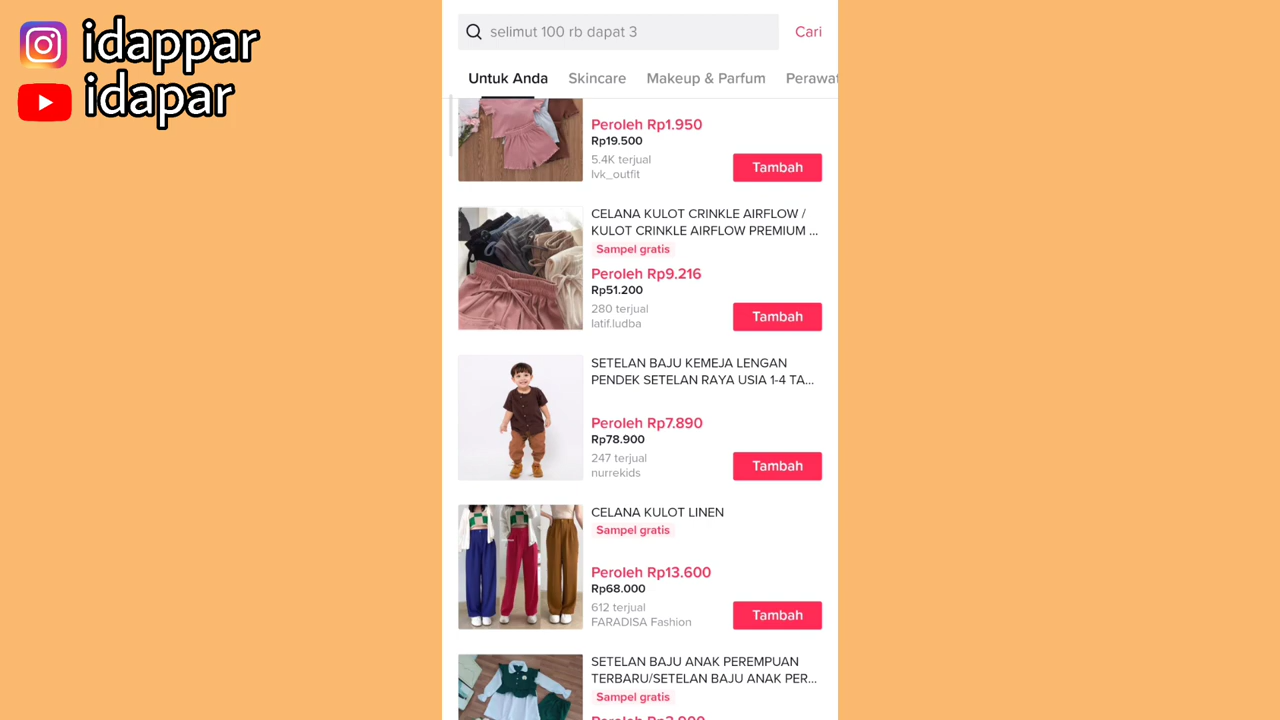 idappar
idapar
selimut 100 rb dapat 3
Cari
Untuk Anda
Skincare
Makeup & Parfum
Perawat
Peroleh Rp1.950
Rp19.500
5.4K terjual
lvk_outfit
Tambah
CELANA KULOT CRINKLE AIRFLOW /
KULOT CRINKLE AIRFLOW PREMIUM ...
Sampel gratis
Peroleh Rp9.216
Rp51.200
280 terjual
latif.ludba
Tambah
SETELAN BAJU KEMEJA LENGAN
PENDEK SETELAN RAYA USIA 1-4 TA...
Peroleh Rp7.890
Rp78.900
247 terjual
nurrekids
Tambah
CELANA KULOT LINEN
Sampel gratis
Peroleh Rp13.600
Rp68.000
612 terjual
FARADISA Fashion
Tambah
SETELAN BAJU ANAK PEREMPUAN
TERBARU/SETELAN BAJU ANAK PER...
Sampel gratis